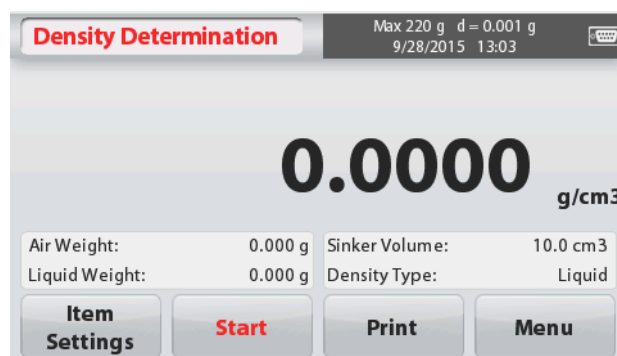 Density Determination
Max 220 g d = 0.001 g
9/28/2015 13:03
0.0000
g/cm3
Air Weight: 0.000 g
Liquid Weight: 0.000 g
Sinker Volume: 10.0 cm3
Density Type: Liquid
Item
Settings
Start
Print
Menu